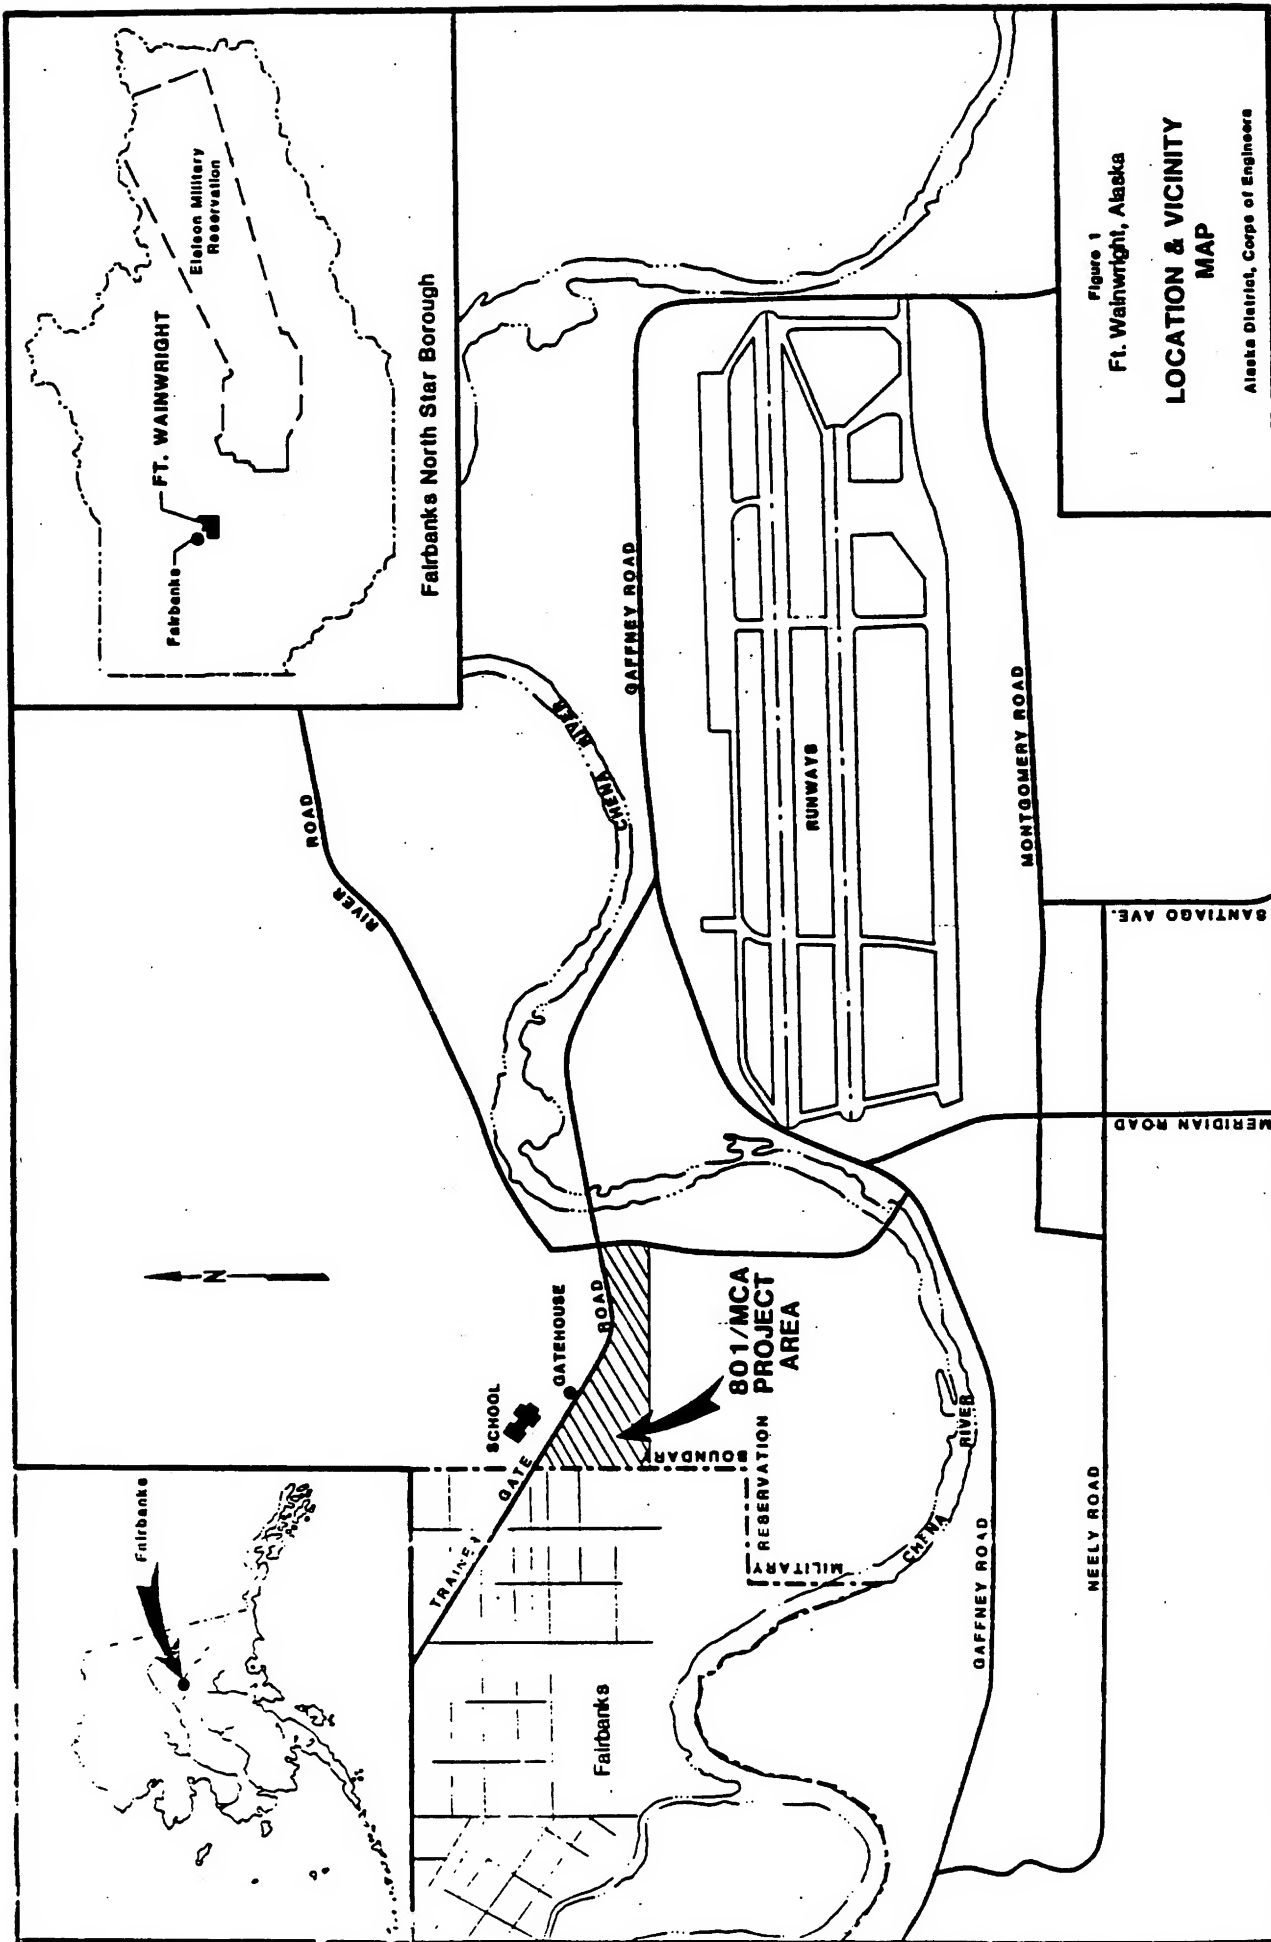 Fairbanks
Fairbanks
FT. WAINWRIGHT
Eielson Military
Reservation
Fairbanks North Star Borough
N
RIVER
ROAD
SCHOOL
GATEHOUSE
TRAINER GATE ROAD
CHENA RIVER
GAFFNEY ROAD
801/MCA
PROJECT
AREA
Fairbanks
MILITARY RESERVATION BOUNDARY
RUNWAYS
CHENA RIVER
GAFFNEY ROAD
MONTGOMERY ROAD
NEELY ROAD
MERIDIAN ROAD
SANTIAGO AVE.
Figure 1
Ft. Wainwright, Alaska
LOCATION & VICINITY
MAP
Alaska District, Corps of Engineers